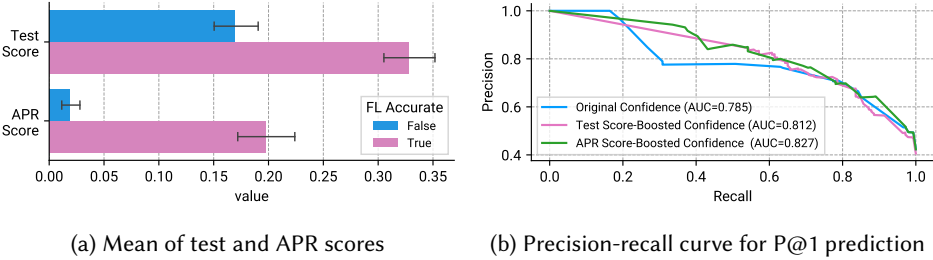 Test
Score
APR
Score
FL Accurate
False
True
0.00 0.05 0.10 0.15 0.20 0.25 0.30 0.35
value
(a) Mean of test and APR scores
1.0
0.8
0.6
0.4
Precision
Original Confidence (AUC=0.785)
Test Score-Boosted Confidence (AUC=0.812)
APR Score-Boosted Confidence (AUC=0.827)
0.0 0.2 0.4 0.6 0.8 1.0
Recall
(b) Precision-recall curve for P@1 prediction